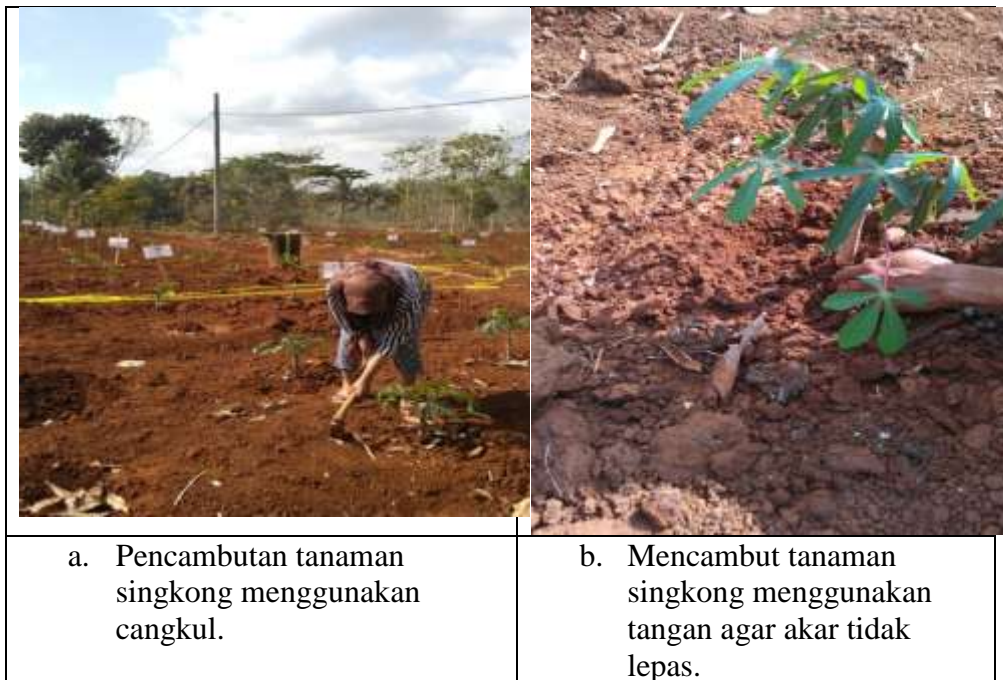 a. Pencambutan tanaman
singkong menggunakan
cangkul.
b. Mencambut tanaman
singkong menggunakan
tangan agar akar tidak
lepas.